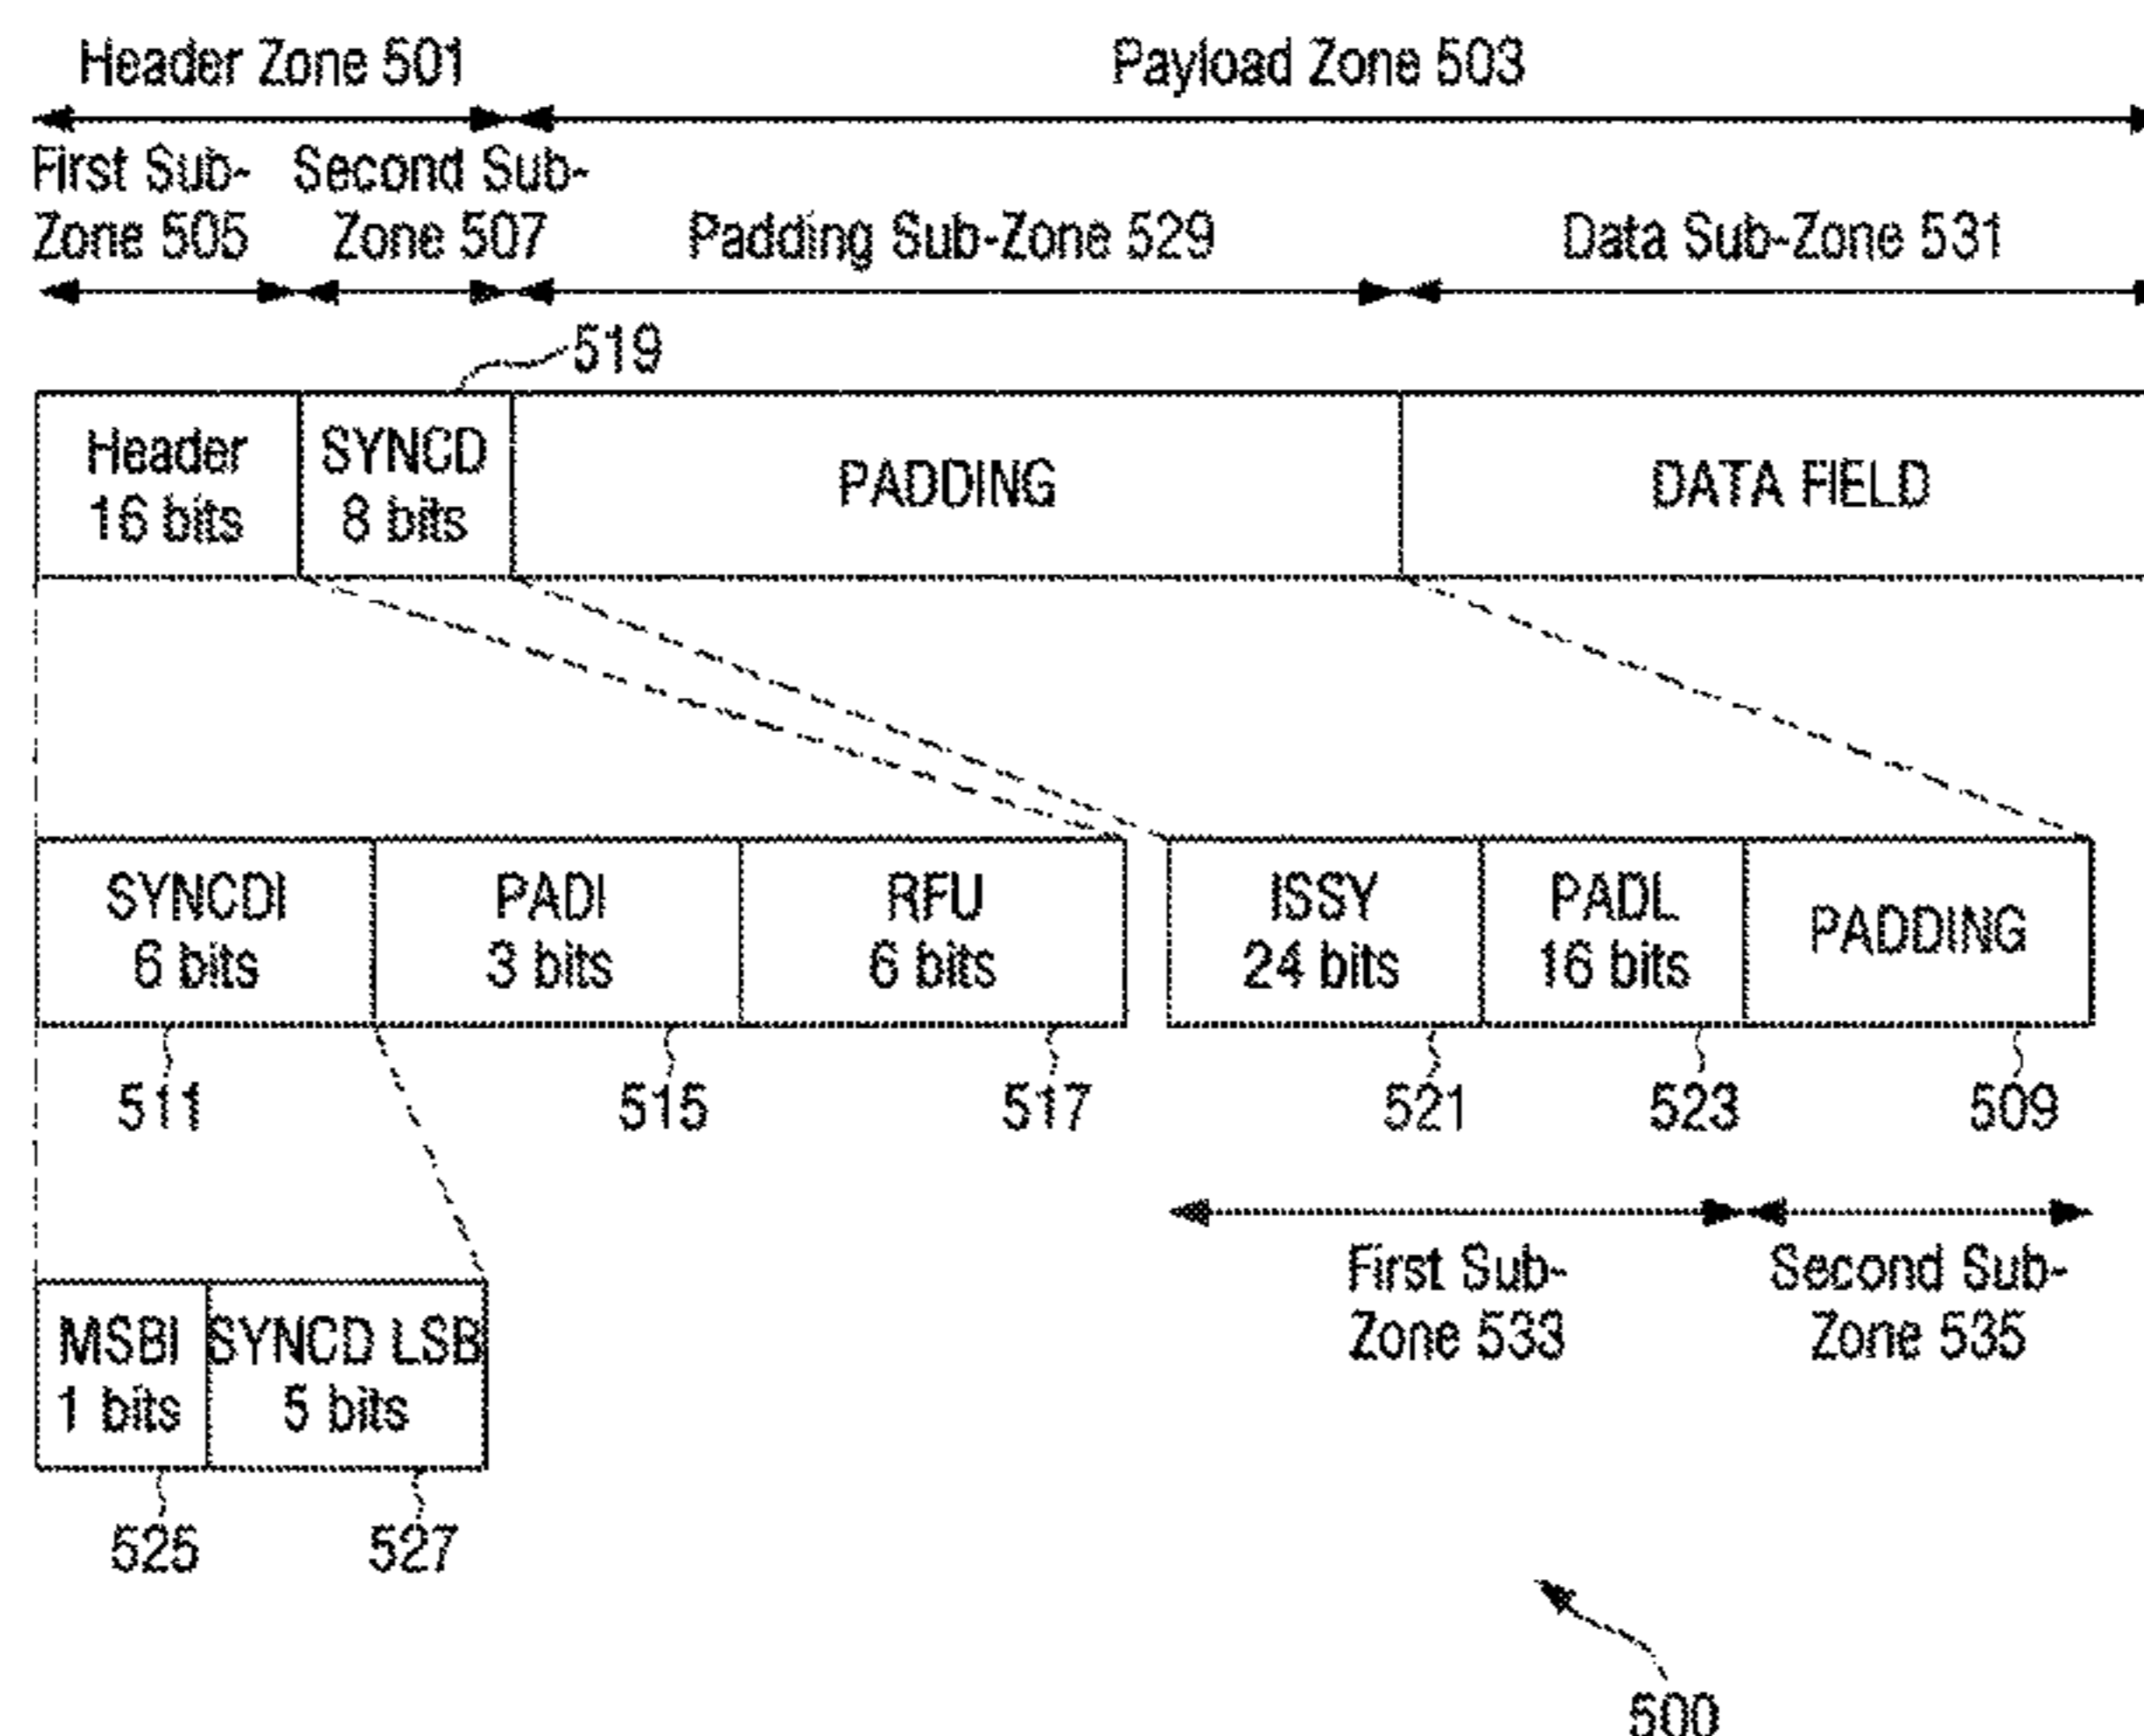 Header Zone 501
Payload Zone 503
First Sub-
Zone 505
Second Sub-
Zone 507
Padding Sub-Zone 529
Data Sub-Zone 531
519
Header
16 bits
SYNCD
8 bits
PADDING
DATA FIELD
SYNCDI
6 bits
PADI
3 bits
RFU
6 bits
ISSY
24 bits
PADL
16 bits
PADDING
511
515
517
521
523
509
First Sub-
Zone 533
Second Sub-
Zone 535
MSBI
1 bits
SYNCD LSB
5 bits
525
527
500